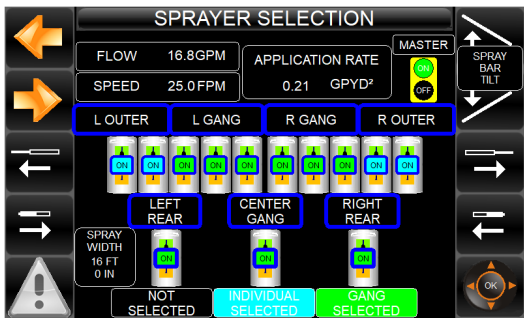 SPRAYER SELECTION
FLOW 16.8GPM
SPEED 25.0FPM
APPLICATION RATE
0.21 GPYD²
MASTER
ON
OFF
SPRAY
BAR
TILT
L OUTER L GANG R GANG R OUTER
ON ON ON ON ON ON ON ON ON ON
LEFT
REAR
CENTER
GANG
RIGHT
REAR
SPRAY
WIDTH
16 FT
0 IN
ON ON ON
NOT
SELECTED
INDIVIDUAL
SELECTED
GANG
SELECTED
OK